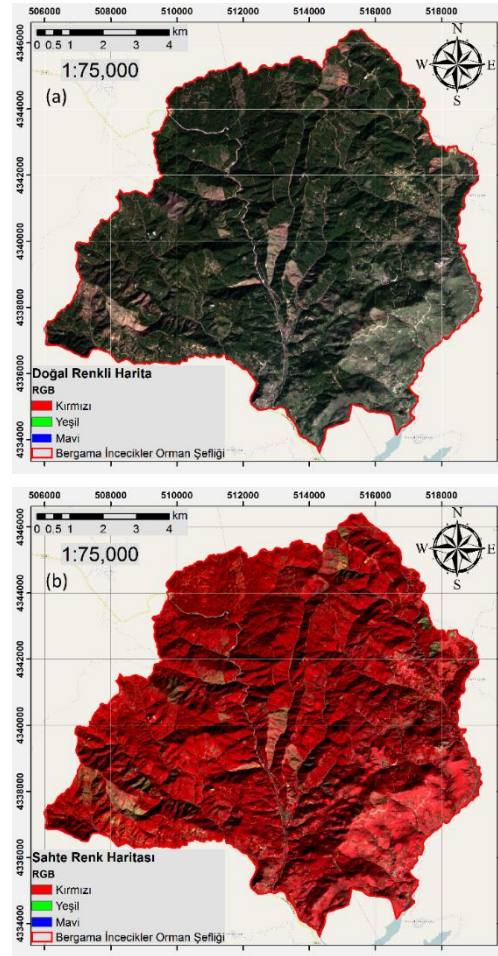 506000 508000 510000 512000 514000 516000 518000
0 0.5 1 2 3 4 km
1:75,000
(a)
N
W E
S
4346000
4344000
4342000
4340000
4338000
4336000
4334000
Doğal Renkli Harita
RGB
Kırmızı
Yeşil
Mavi
Bergama İncecikler Orman Şefliği
506000 508000 510000 512000 514000 516000 518000
0 0.5 1 2 3 4 km
1:75,000
(b)
N
W E
S
4346000
4344000
4342000
4340000
4338000
4336000
4334000
Sahte Renk Haritası
RGB
Kırmızı
Yeşil
Mavi
Bergama İncecikler Orman Şefliği